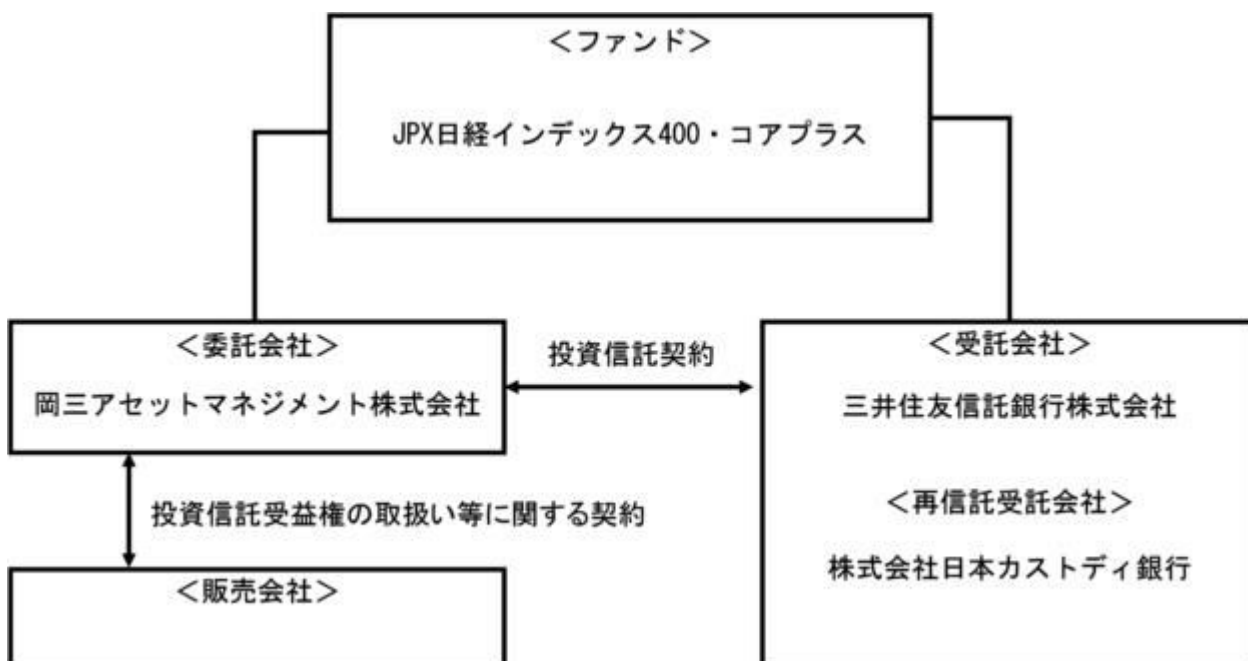 ＜ファンド＞
JPX日経インデックス400・コアプラス
＜委託会社＞
岡三アセットマネジメント株式会社
投資信託契約
＜受託会社＞
三井住友信託銀行株式会社
＜再信託受託会社＞
株式会社日本カストディ銀行
投資信託受益権の取扱い等に関する契約
＜販売会社＞